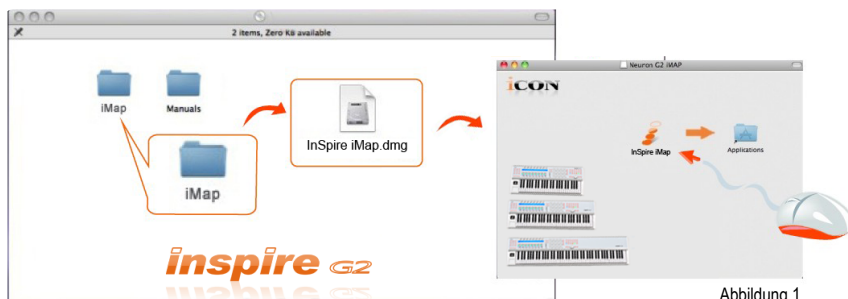 2 items, Zero KB available
iMap
Manuals
iMap
InSpire iMap.dmg
Neuron G2 iMAP
iCON
InSpire iMap
Applications
inspire G2
Abbildung 1